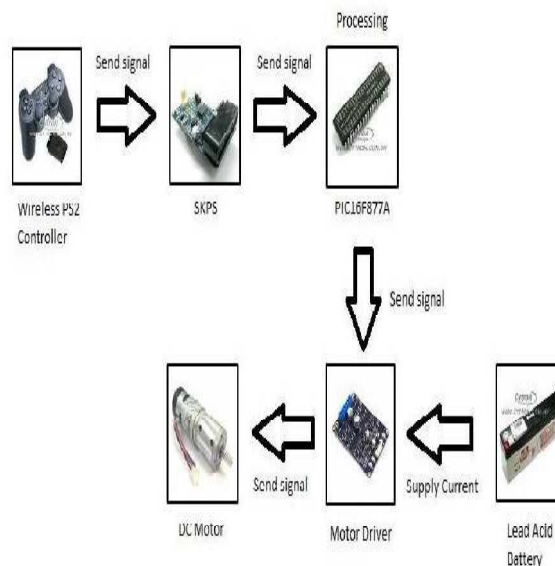 Processing
Send signal
Send signal
Wireless PS2
Controller
SKPS
PIC16F877A
Send signal
DC Motor
Send signal
Motor Driver
Supply Current
Lead Acid
Battery